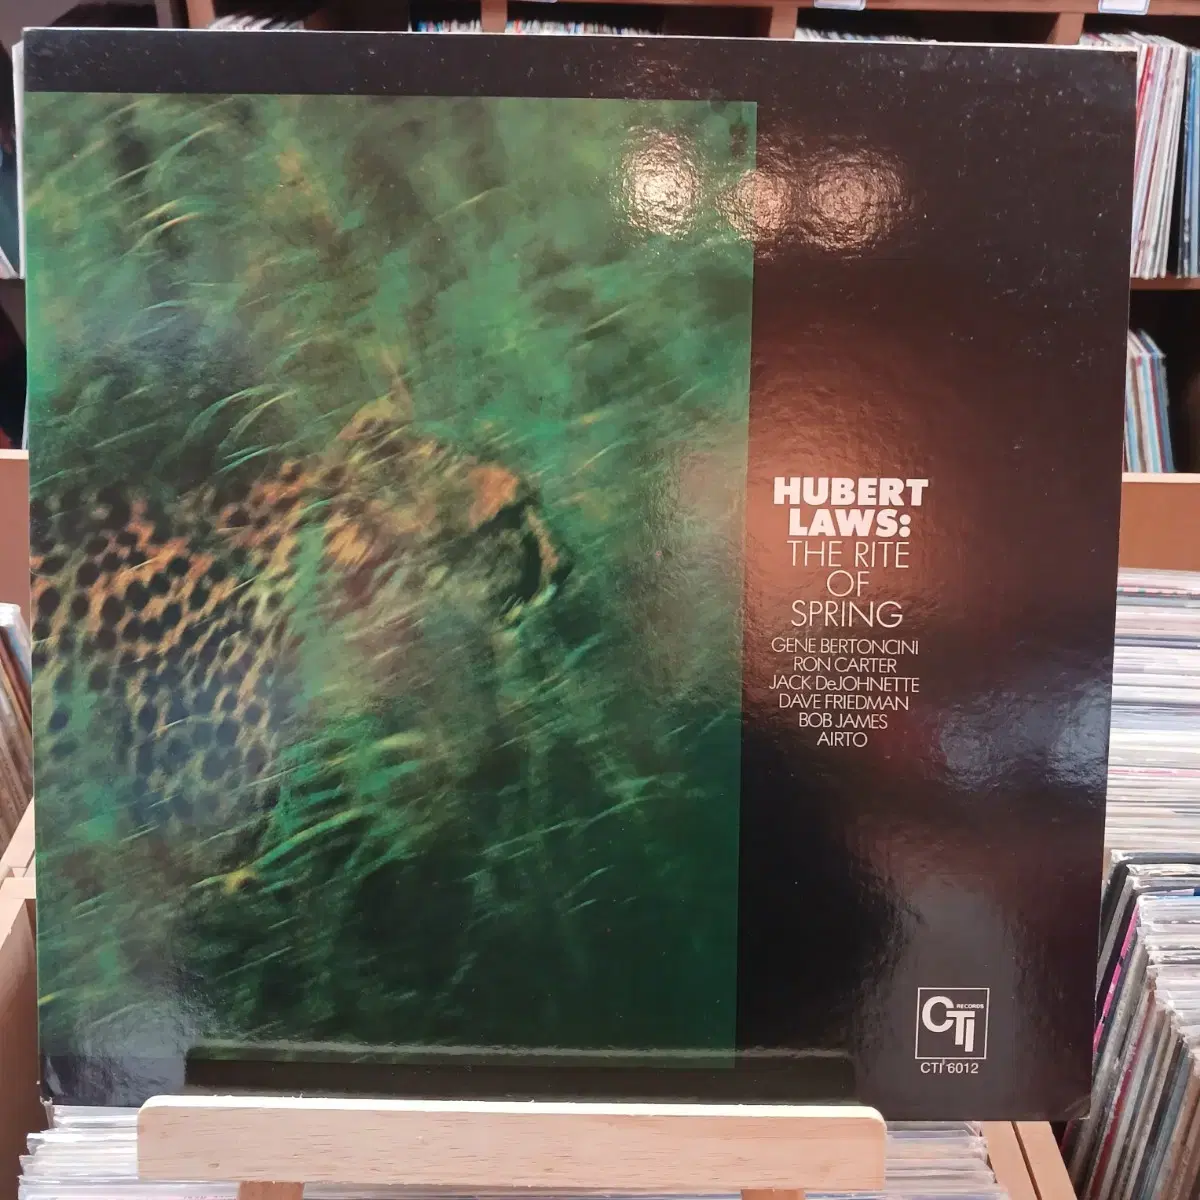 HUBERT
LAWS:
THE RITE
OF
SPRING
GENE BERTONCINI
RON CARTER
JACK DeJOHNETTE
DAVE FRIEDMAN
BOB JAMES
AIRTO
CTI RECORDS
CTI 6012